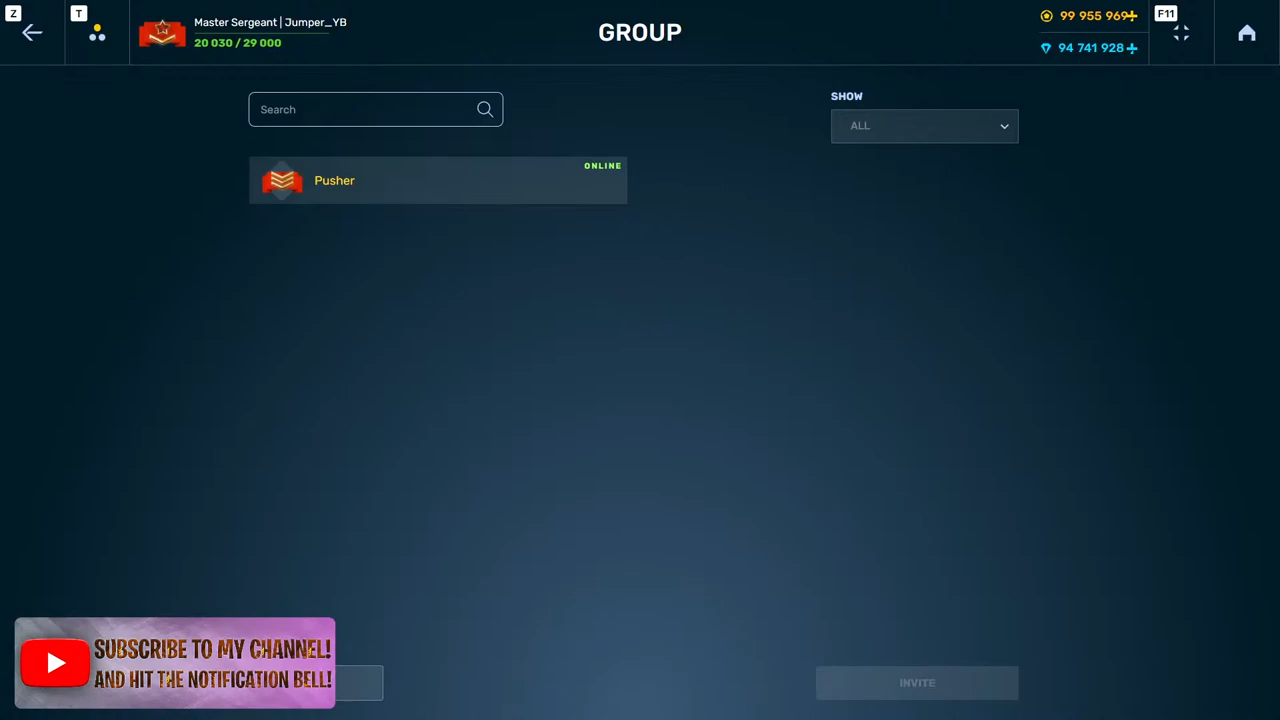 Z
T
Master Sergeant | Jumper_YB
20 030 / 29 000
GROUP
99 955 969
94 741 928
F11
Search
SHOW
ALL
Pusher
ONLINE
SUBSCRIBE TO MY CHANNEL!
AND HIT THE NOTIFICATION BELL!
INVITE